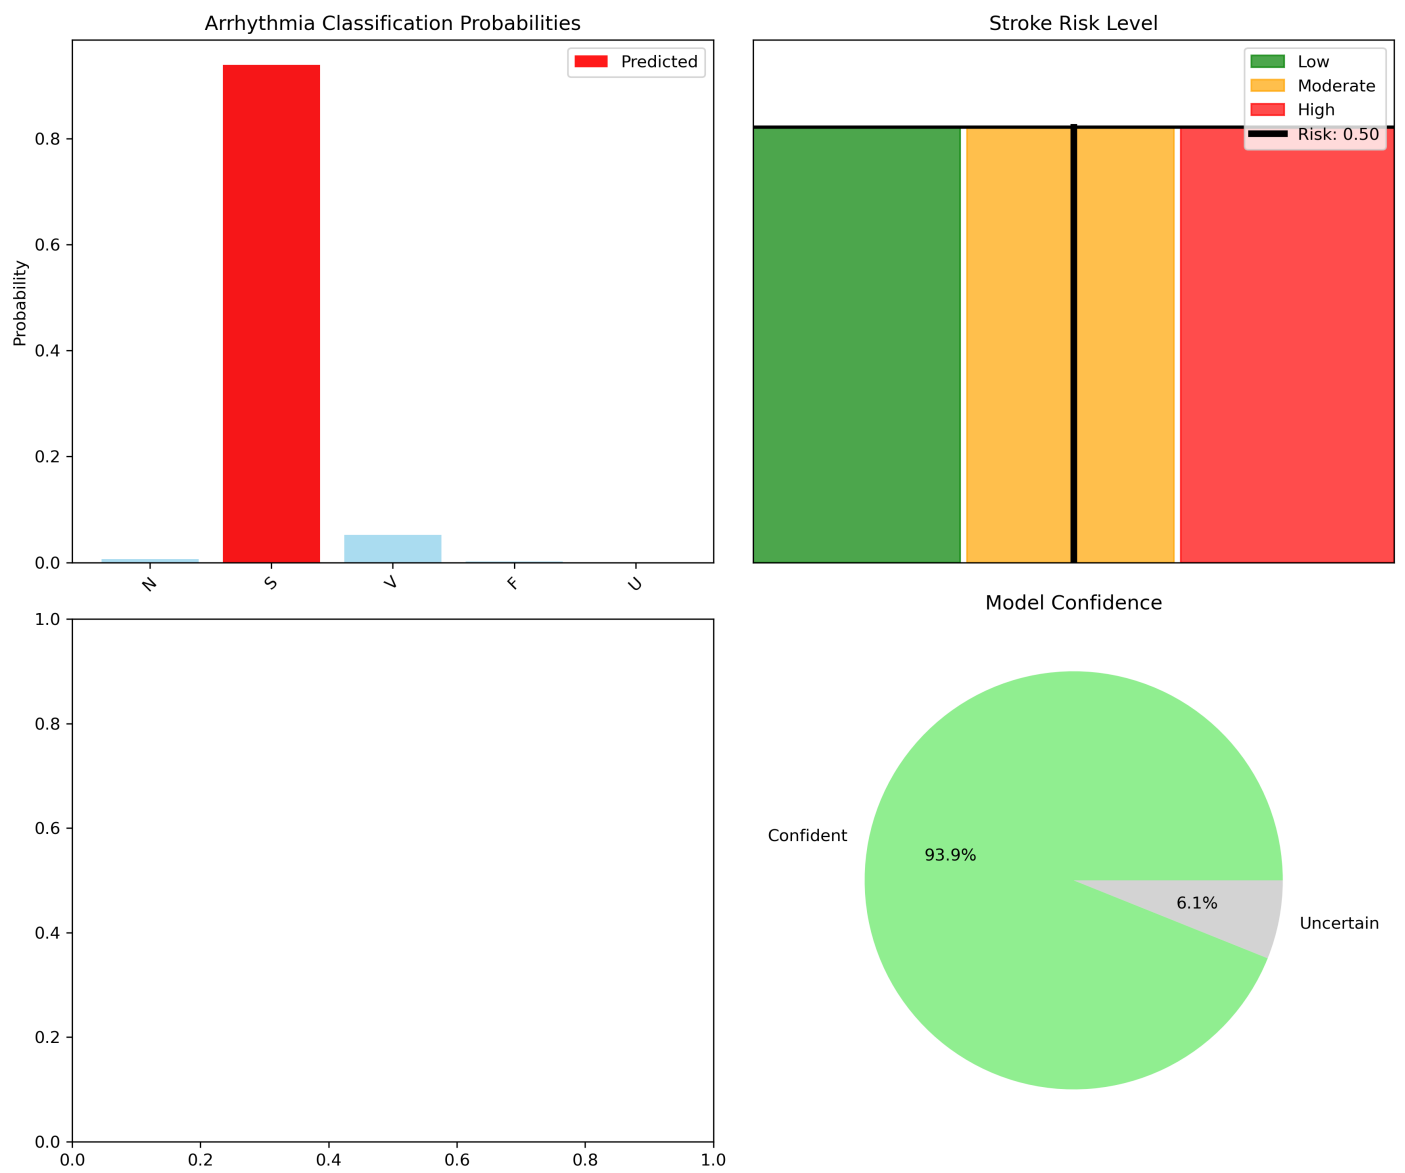 Arrhythmia Classification Probabilities
Predicted
Probability
0.8
0.6
0.4
0.2
0.0
N
S
V
F
U
Stroke Risk Level
Low
Moderate
High
Risk: 0.50
1.0
0.8
0.6
0.4
0.2
0.0
0.0 0.2 0.4 0.6 0.8 1.0
Model Confidence
Confident
93.9%
6.1%
Uncertain